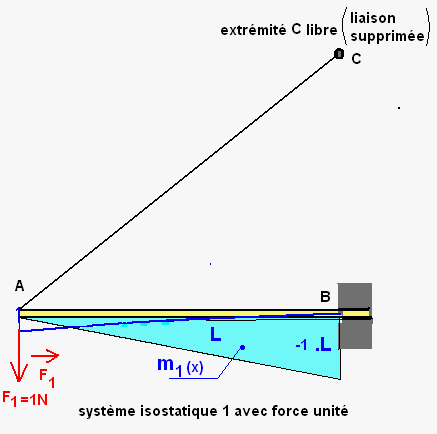 extrémité C libre (liaison supprimée)
C
A
B
L
-1 .L
F1
m1(x)
F1=1N
système isostatique 1 avec force unité